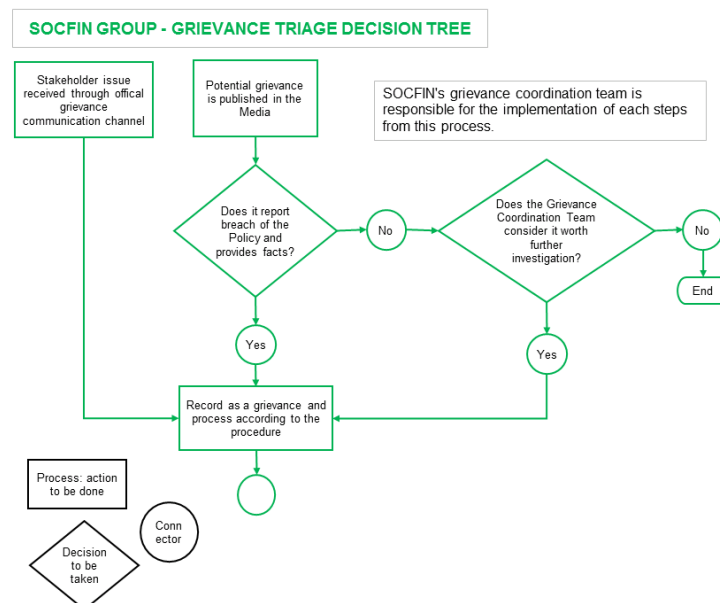 SOCFIN GROUP - GRIEVANCE TRIAGE DECISION TREE
Stakeholder issue
received through offical
grievance
communication channel
Potential grievance
is published in the
Media
SOCFIN's grievance coordination team is
responsible for the implementation of each steps
from this process.
Does it report
breach of the
Policy and
provides facts?
No
Does the Grievance
Coordination Team
consider it worth
further
investigation?
No
End
Yes
Yes
Record as a grievance and
process according to the
procedure
Process: action
to be done
Conn
ector
Decision
to be
taken